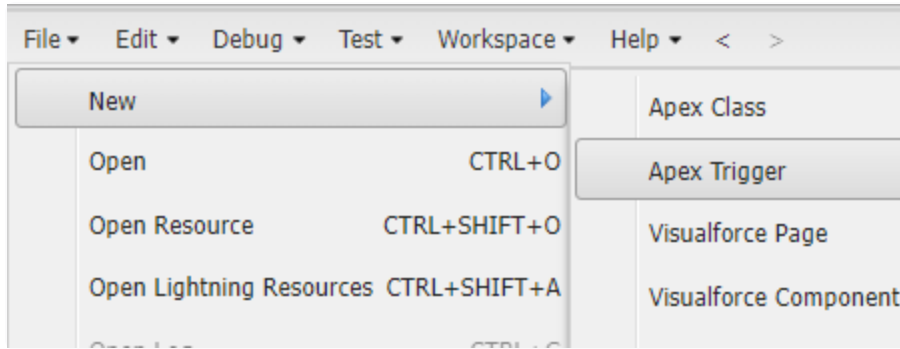 File ▾ Edit ▾ Debug ▾ Test ▾ Workspace ▾ Help ▾ < >
New
Apex Class
Open CTRL+O
Apex Trigger
Open Resource CTRL+SHIFT+O
Visualforce Page
Open Lightning Resources CTRL+SHIFT+A
Visualforce Component